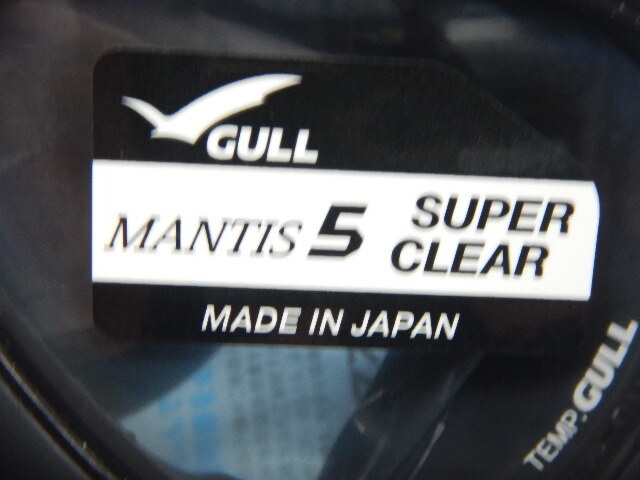 GULL
MANTIS 5 SUPER CLEAR
MADE IN JAPAN
TEMP.GULL